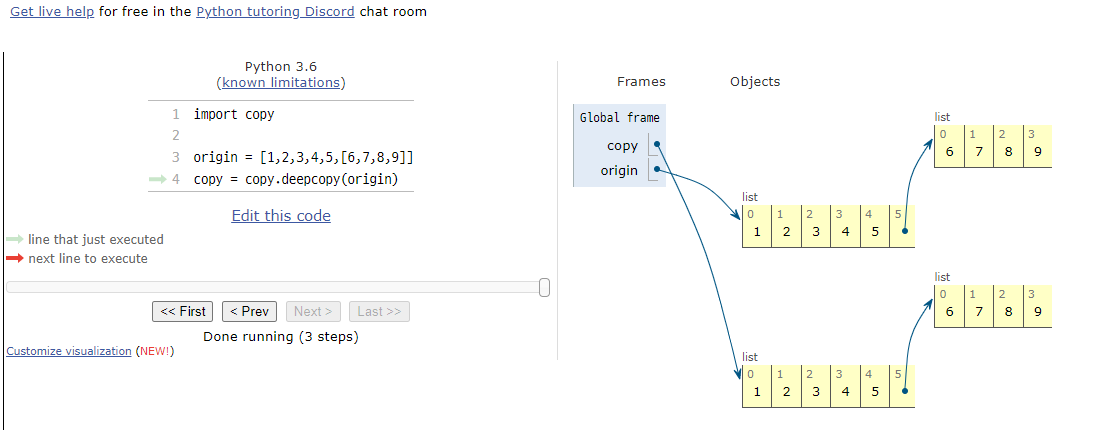 Get live help for free in the Python tutoring Discord chat room
Python 3.6
(known limitations)
1 import copy
2
3 origin = [1,2,3,4,5,[6,7,8,9]]
4 copy = copy.deepcopy(origin)
Edit this code
line that just executed
next line to execute
<< First < Prev Next > Last >>
Done running (3 steps)
Customize visualization (NEW!)
Frames Objects
Global frame
copy
origin
list
0 1 2 3 4 5
1 2 3 4 5
list
0 1 2 3
6 7 8 9
list
0 1 2 3 4 5
1 2 3 4 5
list
0 1 2 3
6 7 8 9